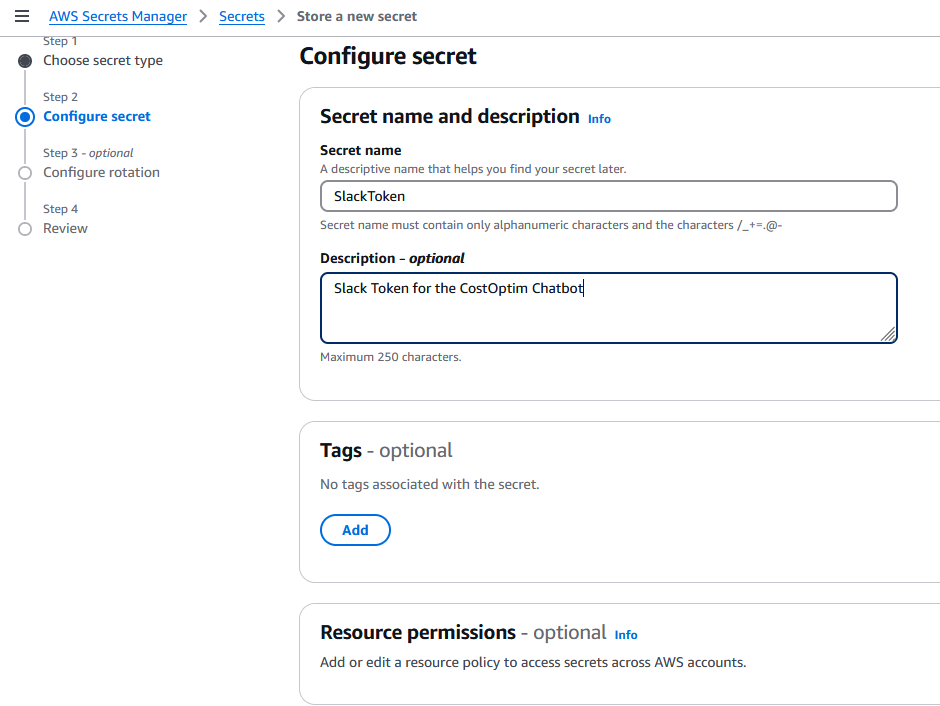 AWS Secrets Manager > Secrets > Store a new secret
Step 1
Choose secret type
Step 2
Configure secret
Step 3 - optional
Configure rotation
Step 4
Review
Configure secret
Secret name and description Info
Secret name
A descriptive name that helps you find your secret later.
SlackToken
Secret name must contain only alphanumeric characters and the characters /_+=.@-
Description - optional
Slack Token for the CostOptim Chatbot
Maximum 250 characters.
Tags - optional
No tags associated with the secret.
Add
Resource permissions - optional Info
Add or edit a resource policy to access secrets across AWS accounts.